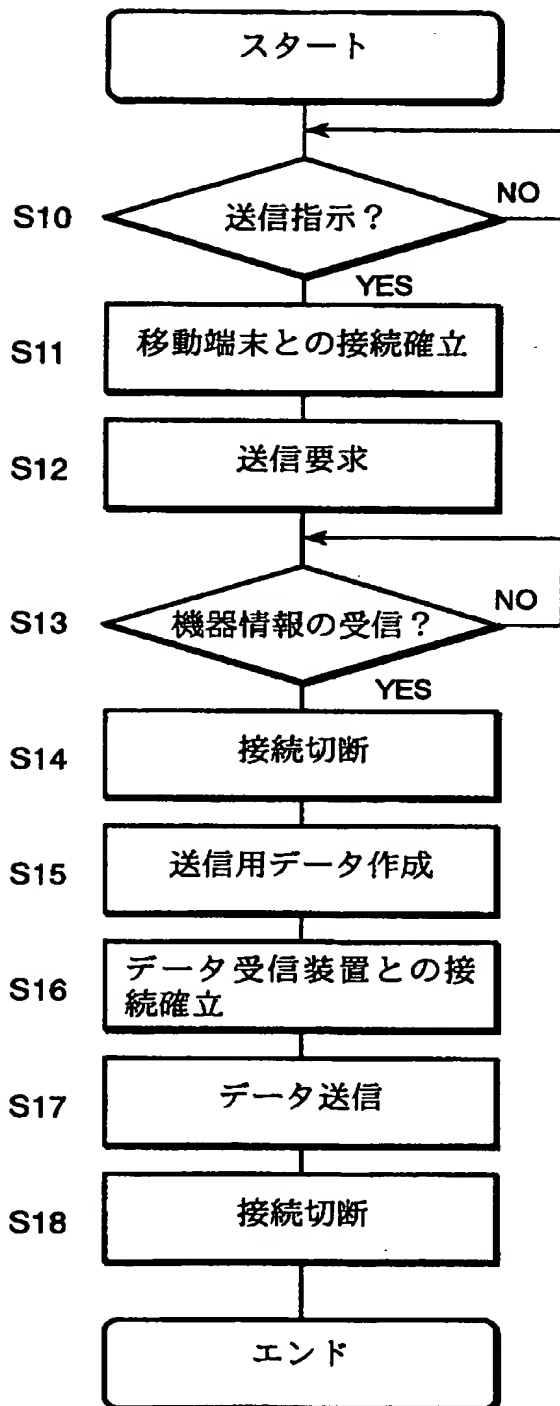 スタート
S10
送信指示？
NO
YES
S11
移動端末との接続確立
S12
送信要求
S13
機器情報の受信？
NO
YES
S14
接続切断
S15
送信用データ作成
S16
データ受信装置との接
続確立
S17
データ送信
S18
接続切断
エンド